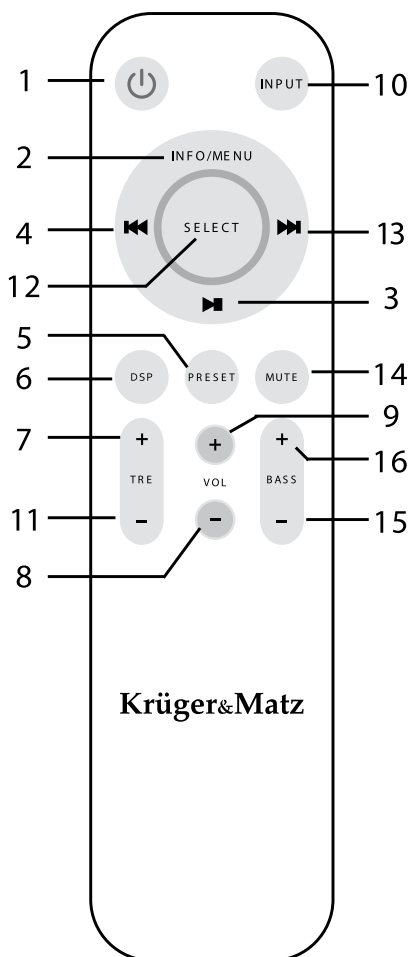 1
INPUT
10
2
INFO/MENU
4
SELECT
13
12
3
5
6
DSP
PRESET
MUTE
14
9
7
+
+
+
16
TRE
VOL
BASS
11
-
-
-
15
8
Krüger&Matz